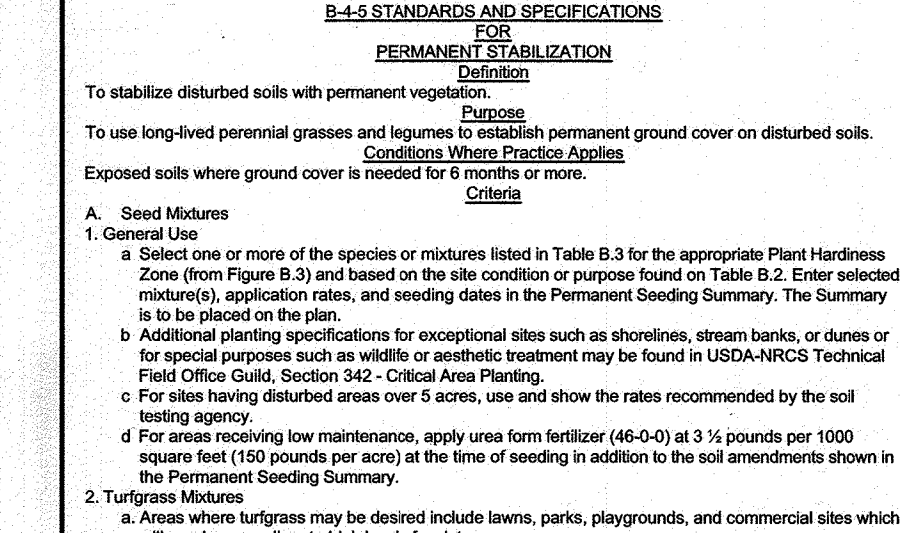 B-4-5 STANDARDS AND SPECIFICATIONS
FOR
PERMANENT STABILIZATION
Definition
To stabilize disturbed soils with permanent vegetation.
Purpose
To use long-lived perennial grasses and legumes to establish permanent ground cover on disturbed soils.
Conditions Where Practice Applies
Exposed soils where ground cover is needed for 6 months or more.
Criteria
A. Seed Mixtures
1. General Use
a Select one or more of the species or mixtures listed in Table B.3 for the appropriate Plant Hardiness
Zone (from Figure B.3) and based on the site condition or purpose found on Table B.2. Enter selected
mixture(s), application rates, and seeding dates in the Permanent Seeding Summary. The Summary
is to be placed on the plan.
b Additional planting specifications for exceptional sites such as shorelines, stream banks, or dunes or
for special purposes such as wildlife or aesthetic treatment may be found in USDA-NRCS Technical
Field Office Guild, Section 342 - Critical Area Planting.
c For sites having disturbed areas over 5 acres, use and show the rates recommended by the soil
testing agency.
d For areas receiving low maintenance, apply urea form fertilizer (46-0-0) at 3 ½ pounds per 1000
square feet (150 pounds per acre) at the time of seeding in addition to the soil amendments shown in
the Permanent Seeding Summary.
2. Turfgrass Mixtures
a. Areas where turfgrass may be desired include lawns, parks, playgrounds, and commercial sites which